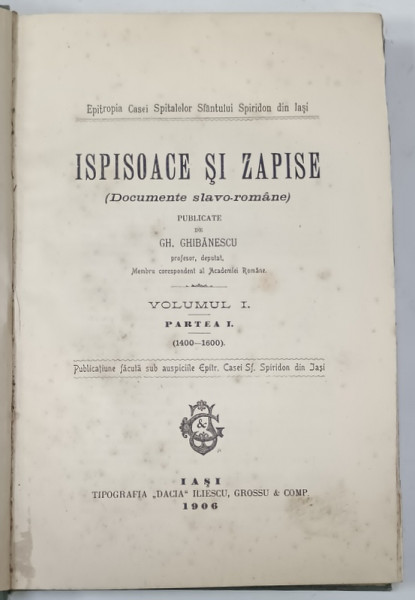 Epitropia Casei Spitalelor Sfântului Spiridon din Iaşi
ISPISOACE ŞI ZAPISE
(Documente slavo-române)
PUBLICATE
DE
GH. GHIBĂNESCU
profesor, deputat,
Membru corespondent al Academiei Române.
VOLUMUL I.
PARTEA I.
(1400—1600).
Publicaţiune făcută sub auspiciile Epitr. Casei Sf. Spiridon din Iaşi
IAŞI
TIPOGRAFIA „DACIA" ILIESCU, GROSSU & COMP.
1906